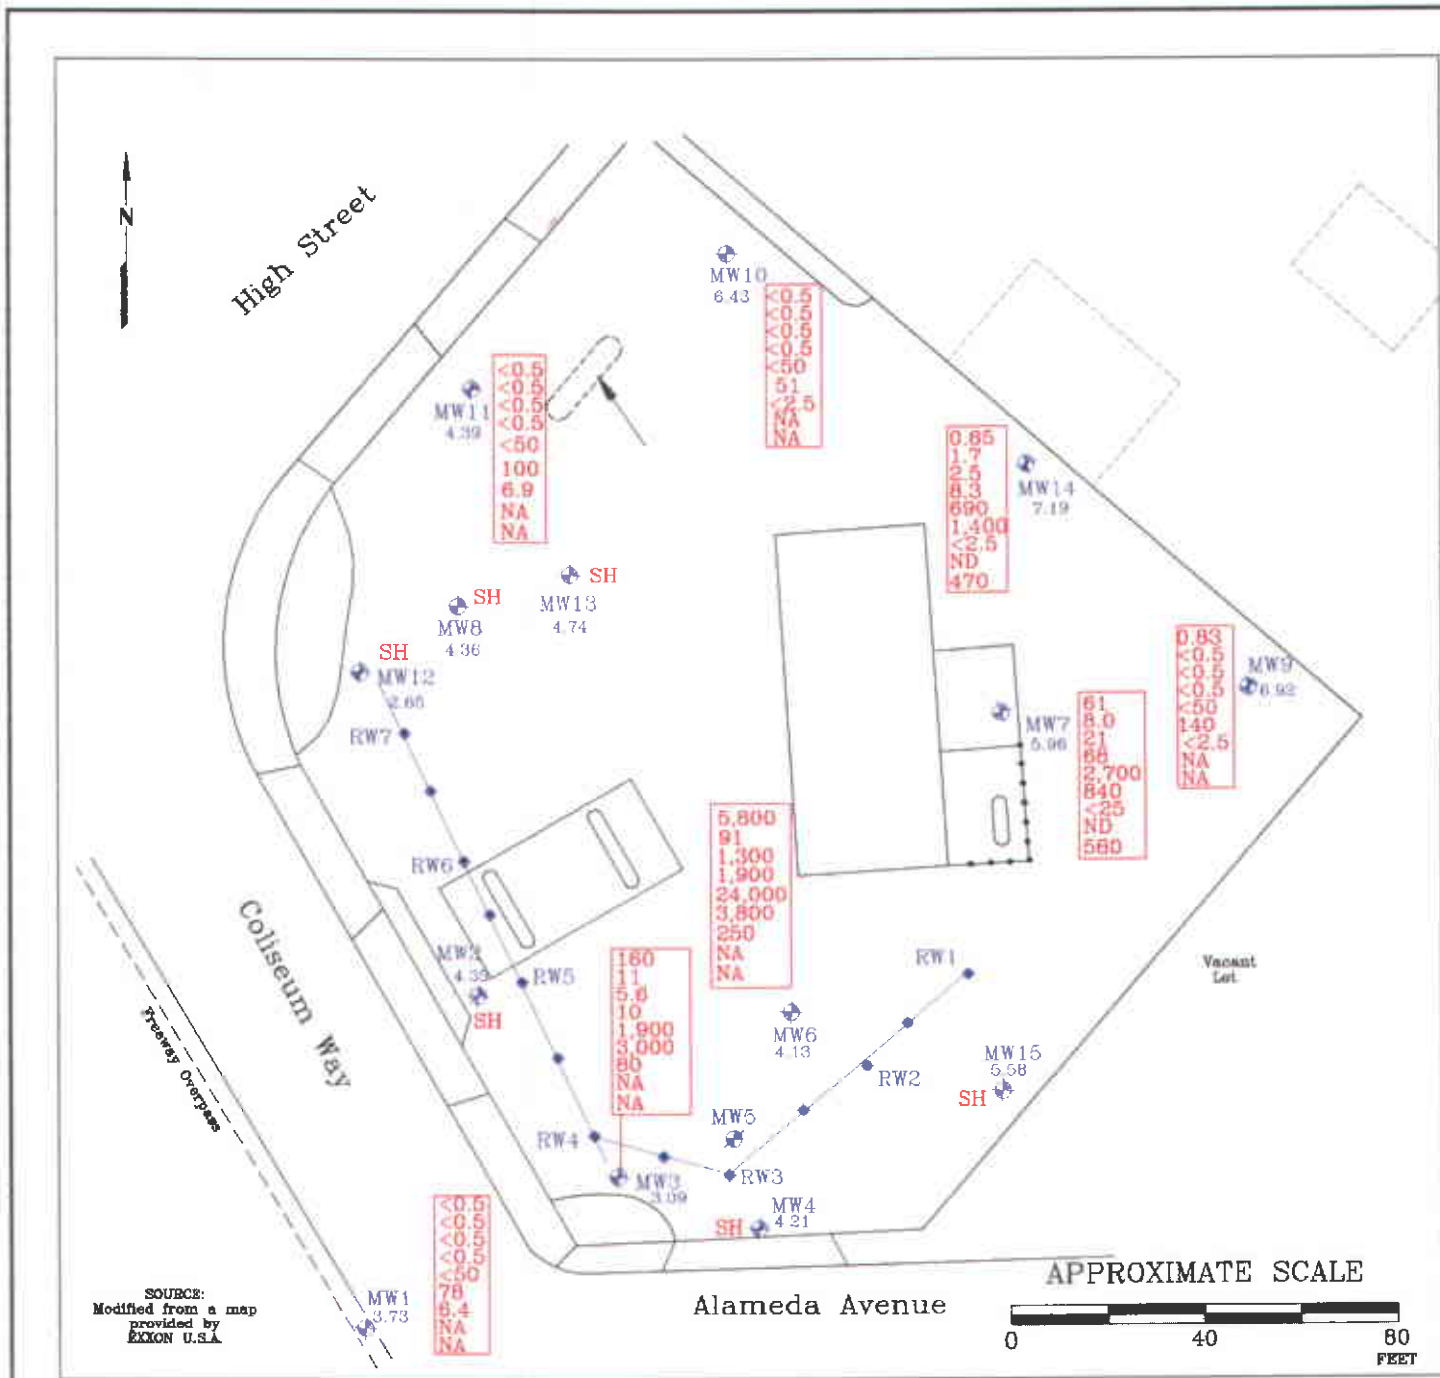 N
High Street
MW10
6.43
<0.5
<0.5
<0.5
<0.5
<50
51
<2.5
NA
NA
MW11
4.39
<0.5
<0.5
<0.5
<0.5
<50
100
6.9
NA
NA
0.85
1.7
2.5
8.3
690
1,400
<2.5
ND
470
MW14
7.19
SH
MW13
4.74
SH
MW8
4.36
SH
MW12
2.65
RW7
0.83
<0.5
<0.5
<0.5
<50
140
<2.5
NA
NA
MW9
6.92
MW7
5.96
61
8.0
21
66
2,700
840
<25
ND
560
RW6
5,800
91
1,300
1,900
24,000
3,800
250
NA
NA
Coliseum Way
MW2
4.33
SH
RW5
160
11
5.6
10
1,900
3,000
80
NA
NA
RW1
Vacant
Lot
Freeway Overpass
MW6
4.13
RW2
MW15
5.58
SH
MW5
RW4
RW3
MW3
3.09
MW4
4.21
SH
<0.5
<0.5
<0.5
<0.5
<50
78
6.4
NA
NA
MW1
3.73
SOURCE:
Modified from a map
provided by
EXXON U.S.A.
Alameda Avenue
APPROXIMATE SCALE
0 40 80
FEET